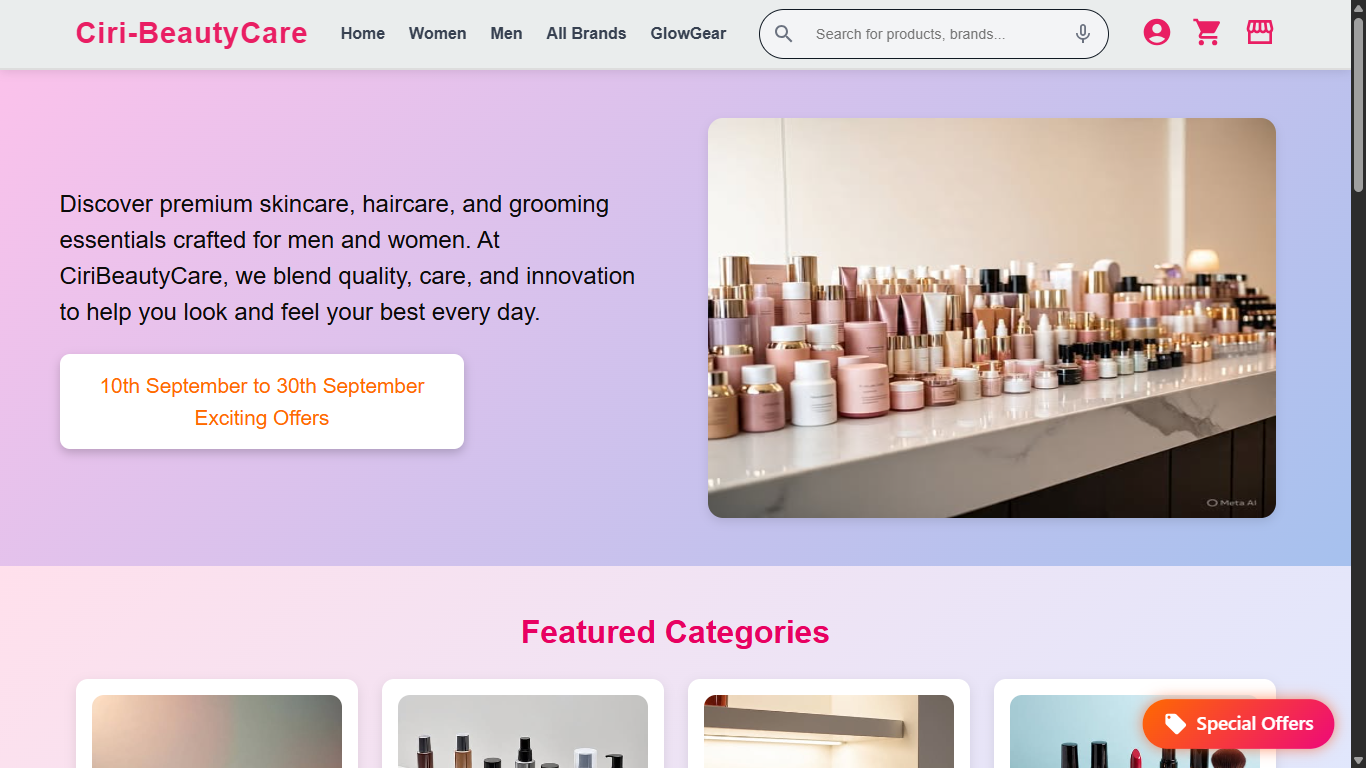 Ciri-BeautyCare
Home Women Men All Brands GlowGear
Search for products, brands...
Discover premium skincare, haircare, and grooming
essentials crafted for men and women. At
CiriBeautyCare, we blend quality, care, and innovation
to help you look and feel your best every day.
10th September to 30th September
Exciting Offers
Meta AI
Featured Categories
Special Offers